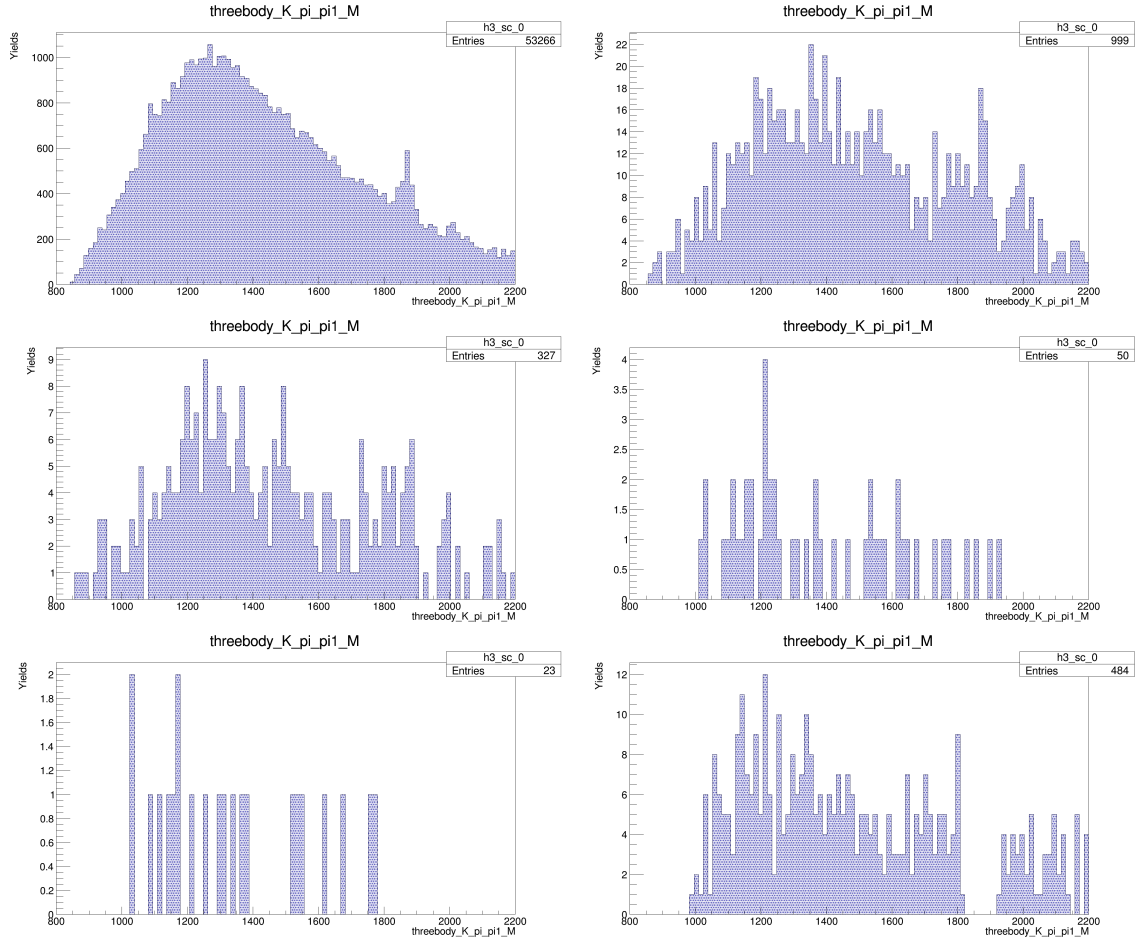 threebody_K_pi_pi1_M
h3_sc_0
Entries 53266
Yields
1000
800
600
400
200
0
800 1000 1200 1400 1600 1800 2000 2200
threebody_K_pi_pi1_M
threebody_K_pi_pi1_M
h3_sc_0
Entries 999
Yields
22
20
18
16
14
12
10
8
6
4
2
0
800 1000 1200 1400 1600 1800 2000 2200
threebody_K_pi_pi1_M
threebody_K_pi_pi1_M
h3_sc_0
Entries 327
Yields
9
8
7
6
5
4
3
2
1
0
800 1000 1200 1400 1600 1800 2000 2200
threebody_K_pi_pi1_M
threebody_K_pi_pi1_M
h3_sc_0
Entries 50
Yields
4
3.5
3
2.5
2
1.5
1
0.5
0
800 1000 1200 1400 1600 1800 2000 2200
threebody_K_pi_pi1_M
threebody_K_pi_pi1_M
h3_sc_0
Entries 23
Yields
2
1.8
1.6
1.4
1.2
1
0.8
0.6
0.4
0.2
0
800 1000 1200 1400 1600 1800 2000 2200
threebody_K_pi_pi1_M
threebody_K_pi_pi1_M
h3_sc_0
Entries 484
Yields
12
10
8
6
4
2
0
800 1000 1200 1400 1600 1800 2000 2200
threebody_K_pi_pi1_M